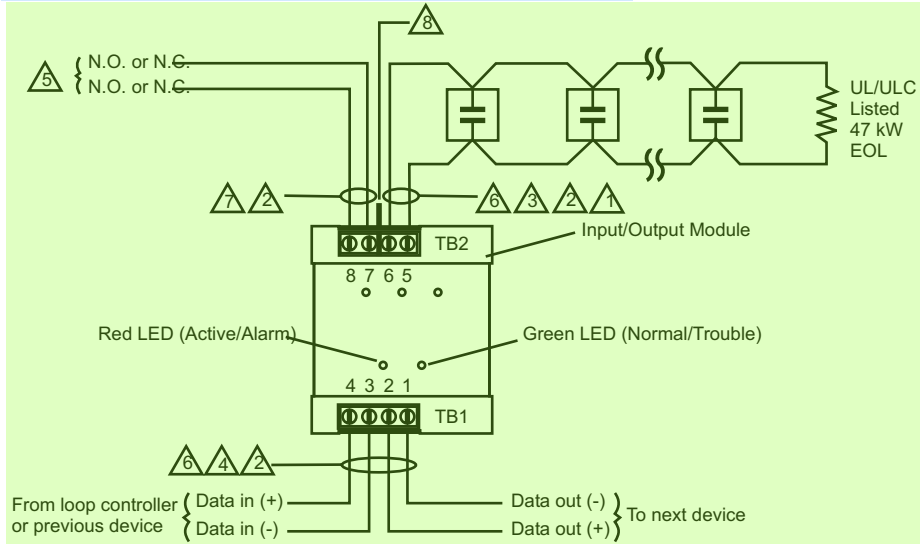 8
5
N.O. or N.C.
N.O. or N.C.
UL/ULC
Listed
47 kW
EOL
7 2
6 3 2 1
TB2
Input/Output Module
8 7 6 5
Red LED (Active/Alarm)
Green LED (Normal/Trouble)
4 3 2 1
TB1
6 4 2
From loop controller
or previous device
Data in (+)
Data in (-)
Data out (-)
Data out (+)
To next device